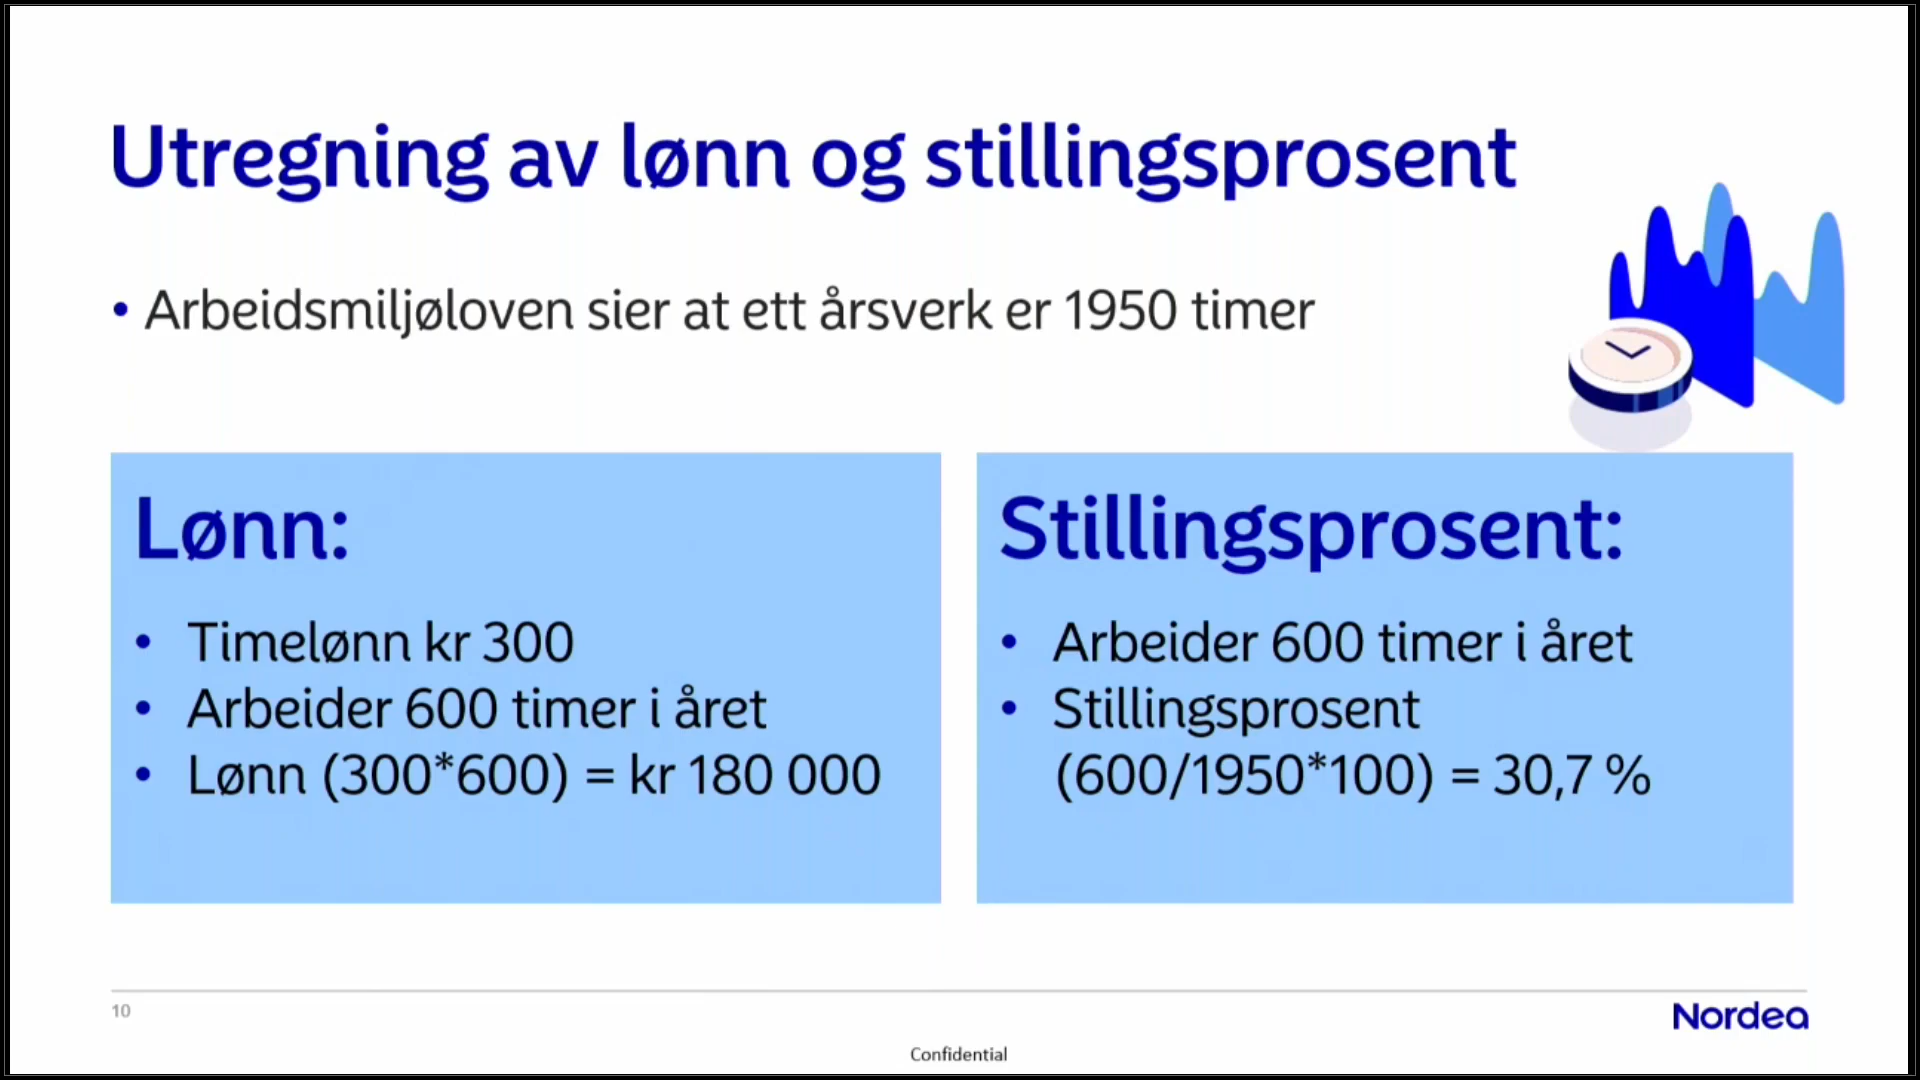 Utregning av lønn og stillingsprosent
• Arbeidsmiljøloven sier at ett årsverk er 1950 timer
Lønn:
• Timelønn kr 300
• Arbeider 600 timer i året
• Lønn (300*600) = kr 180 000
Stillingsprosent:
• Arbeider 600 timer i året
• Stillingsprosent
(600/1950*100) = 30,7 %
10
Nordea
Confidential